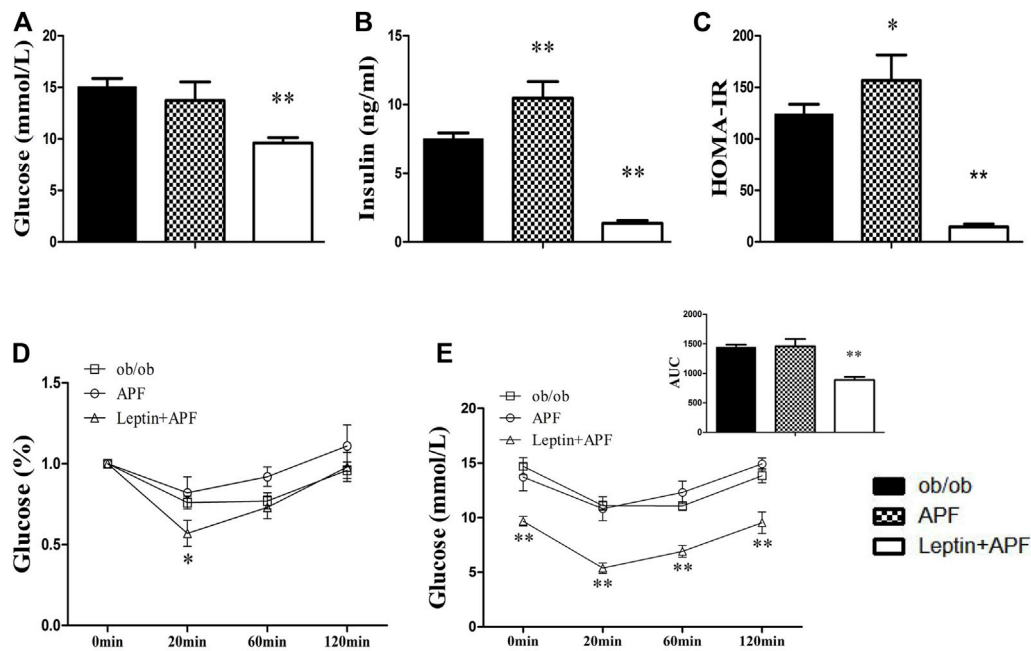 A
Glucose (mmol/L)
20
15
10
5
0
**
B
Insulin (ng/ml)
15
10
5
0
**
**
C
HOMA-IR
200
150
100
50
0
*
**
D
ob/ob
APF
Leptin+APF
Glucose (%)
1.5
1.0
0.5
0.0
*
0min 20min 60min 120min
E
ob/ob
APF
Leptin+APF
Glucose (mmol/L)
20
15
10
5
0
** ** ** **
0min 20min 60min 120min
AUC
2000
1500
1000
500
0
**
ob/ob
APF
Leptin+APF